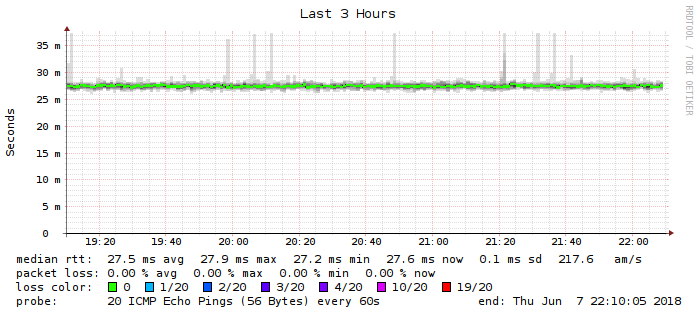 Last 3 Hours
RRDTOOL / TOBI OETIKER
Seconds
35 m
30 m
25 m
20 m
15 m
10 m
5 m
0
19:20 19:40 20:00 20:20 20:40 21:00 21:20 21:40 22:00
median rtt: 27.5 ms avg 27.9 ms max 27.2 ms min 27.6 ms now 0.1 ms sd 217.6 am/s
packet loss: 0.00 % avg 0.00 % max 0.00 % min 0.00 % now
loss color: 0 1/20 2/20 3/20 4/20 10/20 19/20
probe: 20 ICMP Echo Pings (56 Bytes) every 60s end: Thu Jun 7 22:10:05 2018